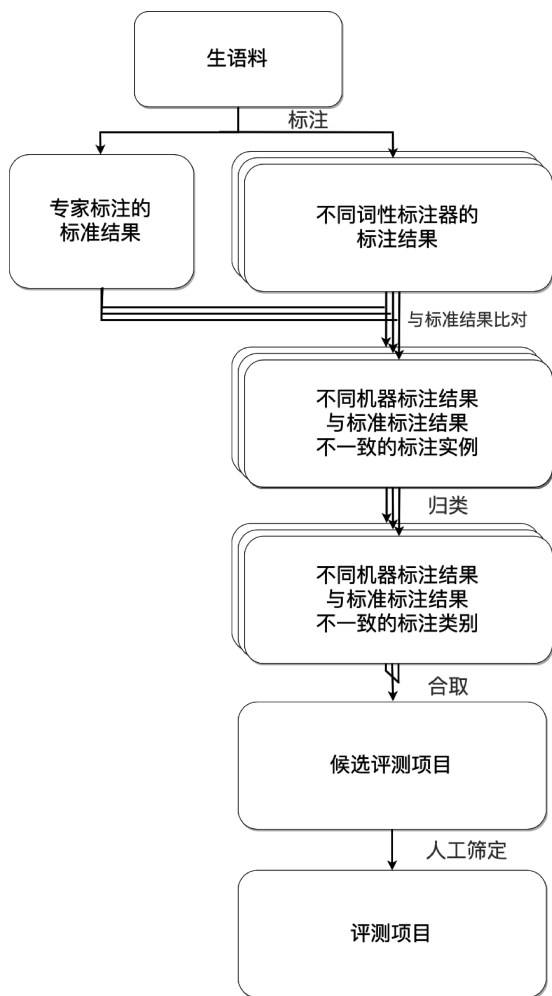 生语料
标注
专家标注的
标准结果
不同词性标注器的
标注结果
与标准结果比对
不同机器标注结果
与标准标注结果
不一致的标注实例
归类
不同机器标注结果
与标准标注结果
不一致的标注类别
合取
候选评测项目
人工筛定
评测项目